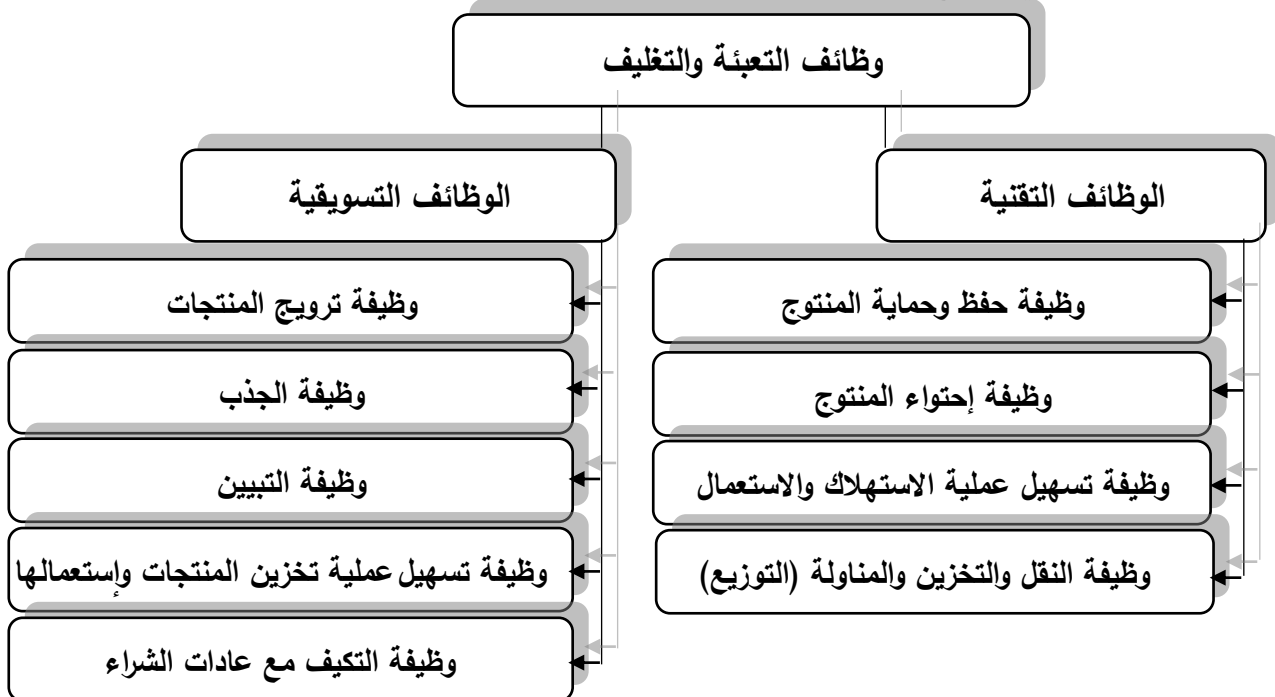 وظائف التعبئة والتغليف
الوظائف التقنية
وظيفة حفظ وحماية المنتوج
وظيفة إحتواء المنتوج
وظيفة تسهيل عملية الاستهلاك والاستعمال
وظيفة النقل والتخزين والمناولة (التوزيع)
الوظائف التسويقية
وظيفة ترويج المنتجات
وظيفة الجذب
وظيفة التبيين
وظيفة تسهيل عملية تخزين المنتجات وإستعمالها
وظيفة التكيف مع عادات الشراء